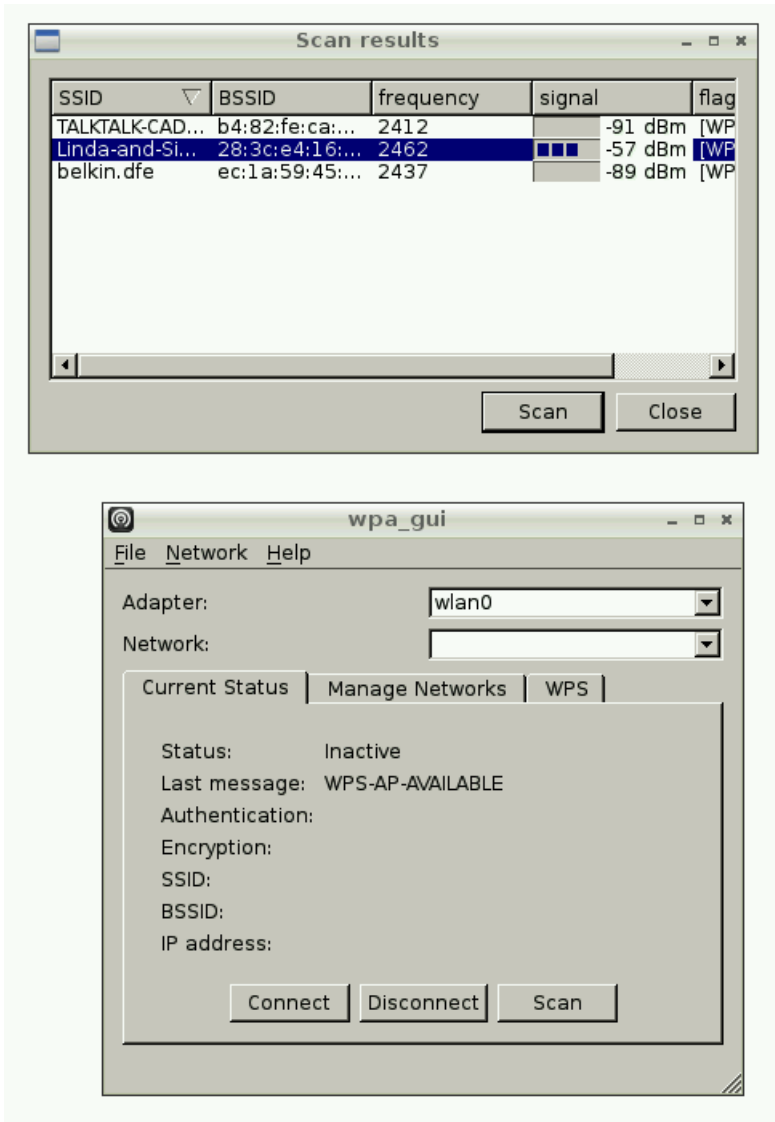 Scan results
SSID BSSID frequency signal flag
TALKTALK-CAD... b4:82:fe:ca:... 2412 -91 dBm [WP
Linda-and-Si... 28:3c:e4:16:... 2462 -57 dBm [WP
belkin.dfe ec:1a:59:45:... 2437 -89 dBm [WP
Scan Close
wpa_gui
File Network Help
Adapter: wlan0
Network:
Current Status Manage Networks WPS
Status: Inactive
Last message: WPS-AP-AVAILABLE
Authentication:
Encryption:
SSID:
BSSID:
IP address:
Connect Disconnect Scan